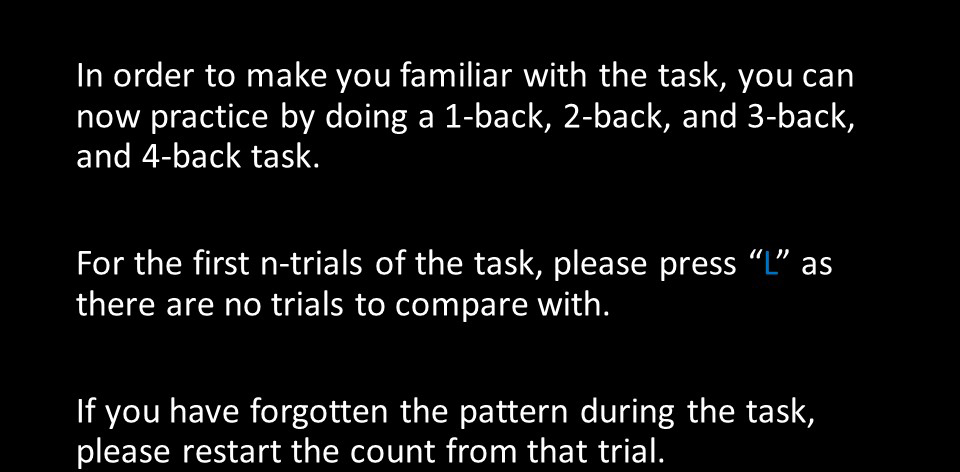 In order to make you familiar with the task, you can
now practice by doing a 1-back, 2-back, and 3-back,
and 4-back task.
For the first n-trials of the task, please press “L” as
there are no trials to compare with.
If you have forgotten the pattern during the task,
please restart the count from that trial.